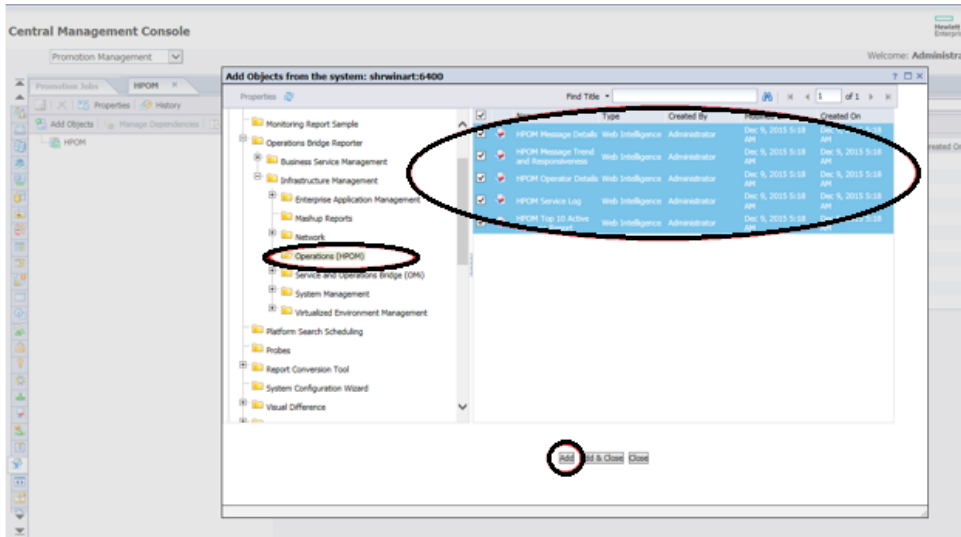 Central Management Console
Hewlett
Enterpris
Promotion Management
Welcome: Administra
Promotion Jobs HPOM
Properties History
Add Objects Manage Dependencies
HPOM
Created On
Add Objects from the system: shrwinart:6400
Properties
Find Title 1 of 1
Type Created By Created On
HPOM Message Details Web Intelligence Administrator Dec 9, 2015 5:18 AM Dec 9, 2015 5:18 AM
HPOM Message Trend and Responsiveness Web Intelligence Administrator Dec 9, 2015 5:18 AM Dec 9, 2015 5:18 AM
HPOM Operator Details Web Intelligence Administrator Dec 9, 2015 5:18 AM Dec 9, 2015 5:18 AM
HPOM Service Log Web Intelligence Administrator Dec 9, 2015 5:18 AM Dec 9, 2015 5:18 AM
HPOM Top 10 Active Web Intelligence Administrator Dec 9, 2015 5:18 AM Dec 9, 2015 5:18 AM
Monitoring Report Sample
Operations Bridge Reporter
Business Service Management
Infrastructure Management
Enterprise Application Management
Mashup Reports
Network
Operations (HPOM)
Service and Operations Bridge (OMi)
System Management
Virtualized Environment Management
Platform Search Scheduling
Probes
Report Conversion Tool
System Configuration Wizard
Visual Difference
Add Add & Close Close